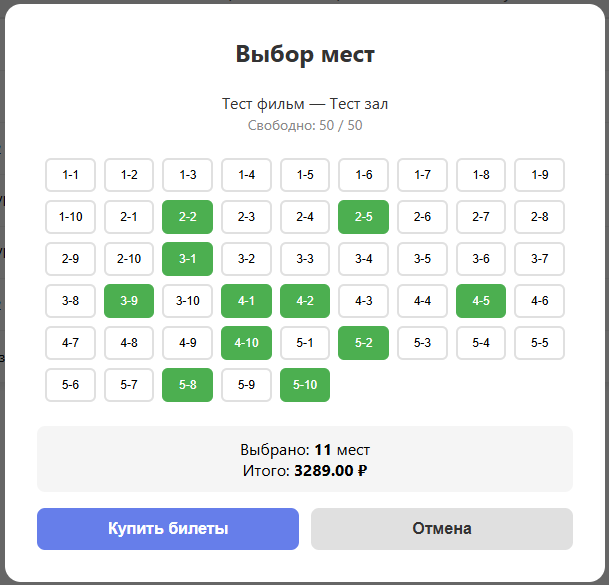 Выбор мест
Тест фильм — Тест зал
Свободно: 50 / 50
1-1 1-2 1-3 1-4 1-5 1-6 1-7 1-8 1-9
1-10 2-1 2-2 2-3 2-4 2-5 2-6 2-7 2-8
2-9 2-10 3-1 3-2 3-3 3-4 3-5 3-6 3-7
3-8 3-9 3-10 4-1 4-2 4-3 4-4 4-5 4-6
4-7 4-8 4-9 4-10 5-1 5-2 5-3 5-4 5-5
5-6 5-7 5-8 5-9 5-10
Выбрано: 11 мест
Итого: 3289.00 ₽
Купить билеты Отмена